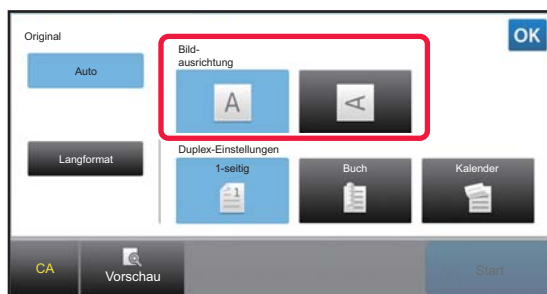 Original
Auto
Langformat
Bild-
ausrichtung
A
A
OK
Duplex-Einstellungen
1-seitig
1
Buch
Kalender
CA
Vorschau
Start